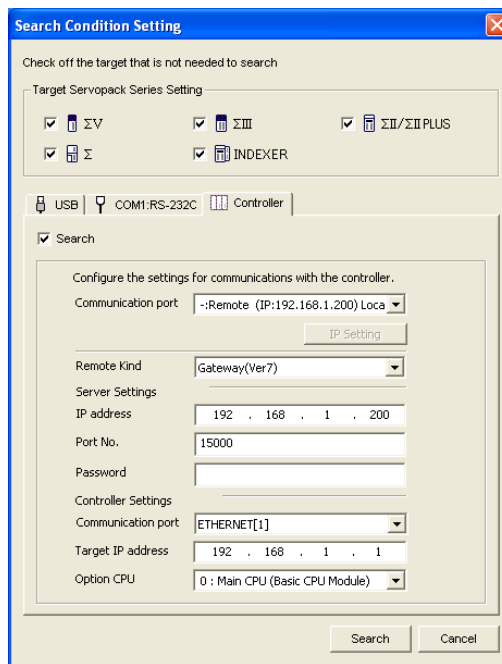 Search Condition Setting
Check off the target that is not needed to search
Target Servopack Series Setting
ΣV ΣIII ΣII/ΣII PLUS
Σ INDEXER
USB COM1:RS-232C Controller
Search
Configure the settings for communications with the controller.
Communication port -:Remote (IP:192.168.1.200) Loca
IP Setting
Remote Kind Gateway(Ver7)
Server Settings
IP address 192 . 168 . 1 . 200
Port No. 15000
Password
Controller Settings
Communication port ETHERNET[1]
Target IP address 192 . 168 . 1 . 1
Option CPU 0 : Main CPU (Basic CPU Module)
Search Cancel